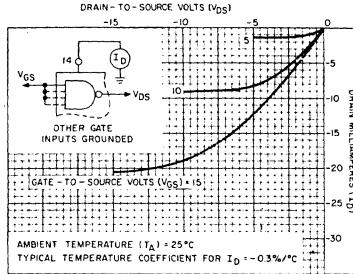 DRAIN-TO-SOURCE VOLTS (VDS)
-15 -10 -5 0
5
14
ID
VGS
VDS
OTHER GATE
INPUTS GROUNDED
10
-10
-15
-20
-25
-30
GATE-TO-SOURCE VOLTS (VGS) = 15
AMBIENT TEMPERATURE (TA) = 25°C
TYPICAL TEMPERATURE COEFFICIENT FOR ID = -0.3%/°C